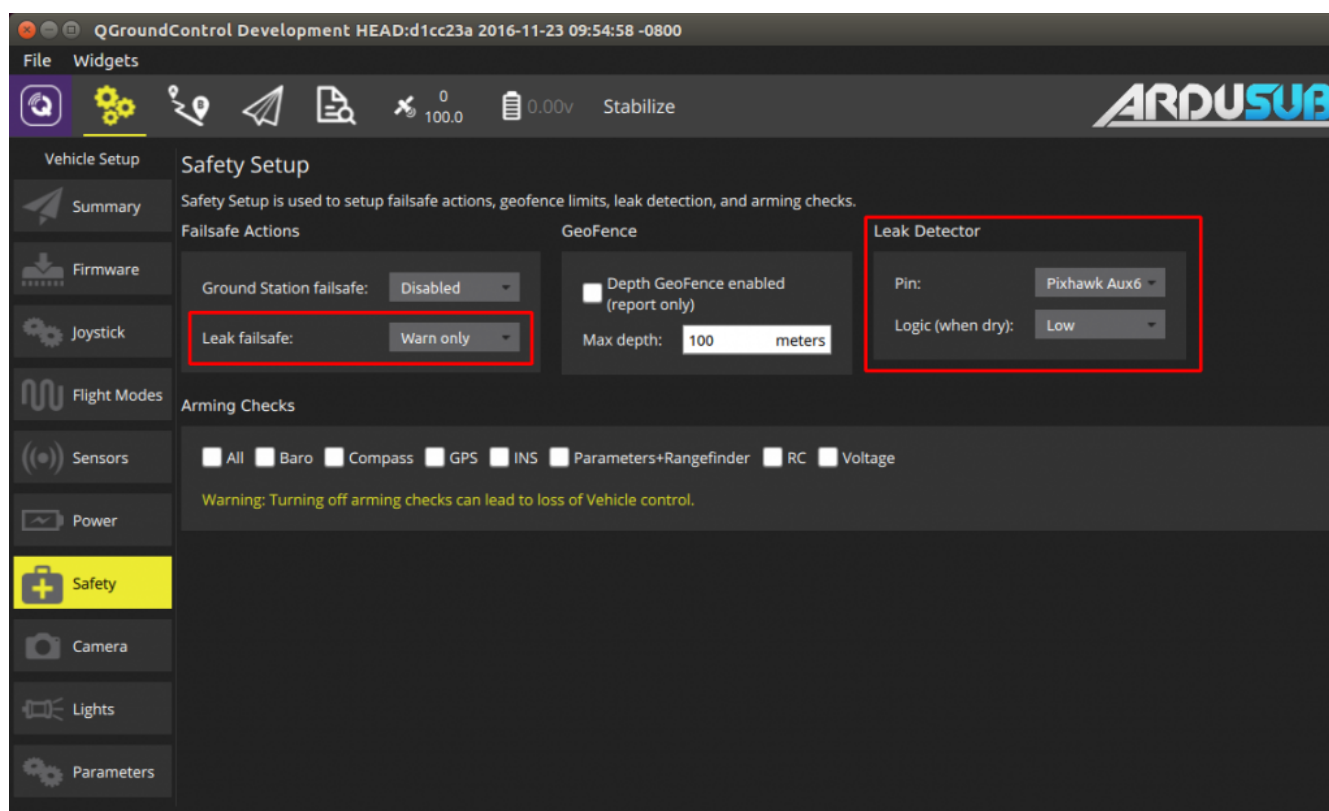 QGroundControl Development HEAD:d1cc23a 2016-11-23 09:54:58 -0800
File Widgets
0
100.0
0.00v
Stabilize
ARDUSUB
Vehicle Setup
Summary
Firmware
Joystick
Flight Modes
Sensors
Power
Safety
Camera
Lights
Parameters
Safety Setup
Safety Setup is used to setup failsafe actions, geofence limits, leak detection, and arming checks.
Failsafe Actions
Ground Station failsafe: Disabled
Leak failsafe: Warn only
GeoFence
Depth GeoFence enabled
(report only)
Max depth: 100 meters
Leak Detector
Pin: Pixhawk Aux6
Logic (when dry): Low
Arming Checks
All Baro Compass GPS INS Parameters+Rangefinder RC Voltage
Warning: Turning off arming checks can lead to loss of Vehicle control.